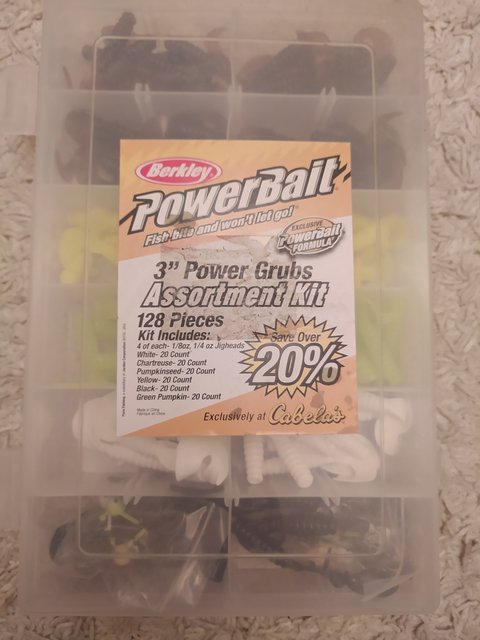 Berkley
PowerBait
Fish bite and won't let go!
EXCLUSIVE
PowerBait
FORMULA
3" Power Grubs
Assortment Kit
128 Pieces
Kit Includes:
4 of each- 1/8oz, 1/4 oz Jigheads
White- 20 Count
Chartreuse- 20 Count
Pumpkinseed- 20 Count
Yellow- 20 Count
Black- 20 Count
Green Pumpkin- 20 Count
Save Over
20%
Made in China
Exclusively at Cabela's